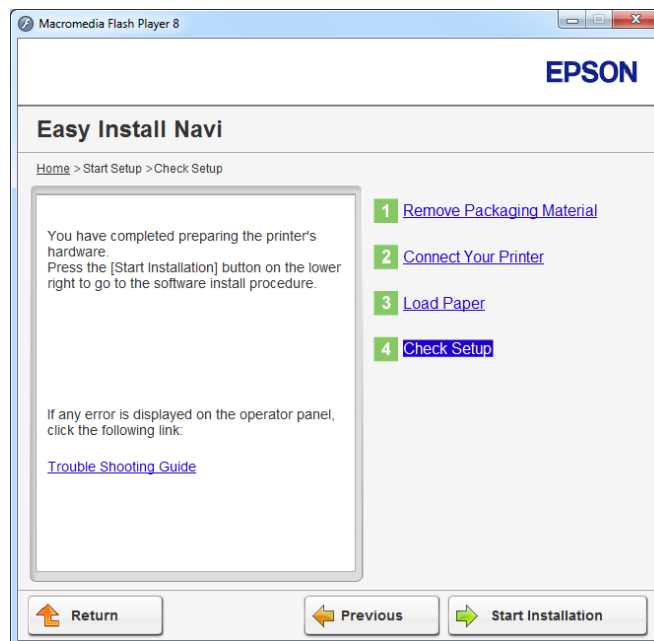 Macromedia Flash Player 8
EPSON
Easy Install Navi
Home > Start Setup >Check Setup
You have completed preparing the printer's
hardware.
Press the [Start Installation] button on the lower
right to go to the software install procedure.
If any error is displayed on the operator panel,
click the following link:
Trouble Shooting Guide
1 Remove Packaging Material
2 Connect Your Printer
3 Load Paper
4 Check Setup
Return
Previous
Start Installation